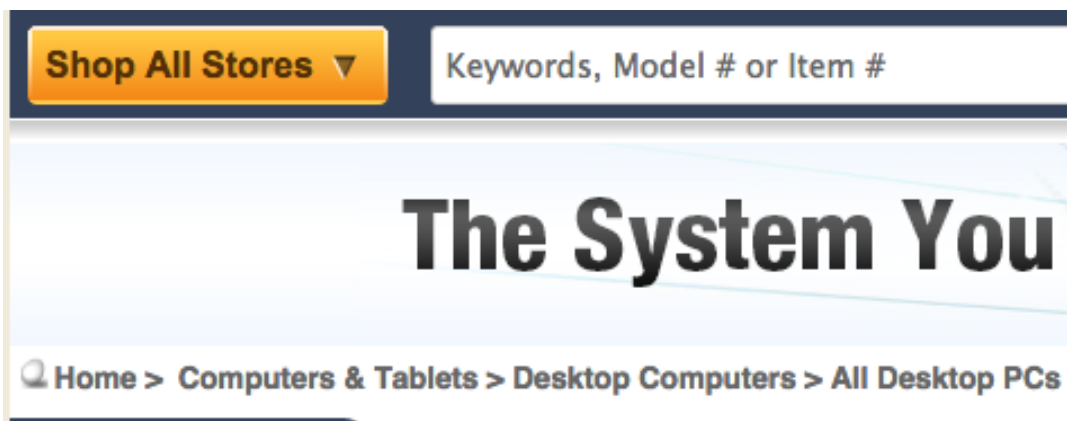 Shop All Stores ▼ Keywords, Model # or Item #
The System You
Home > Computers & Tablets > Desktop Computers > All Desktop PCs